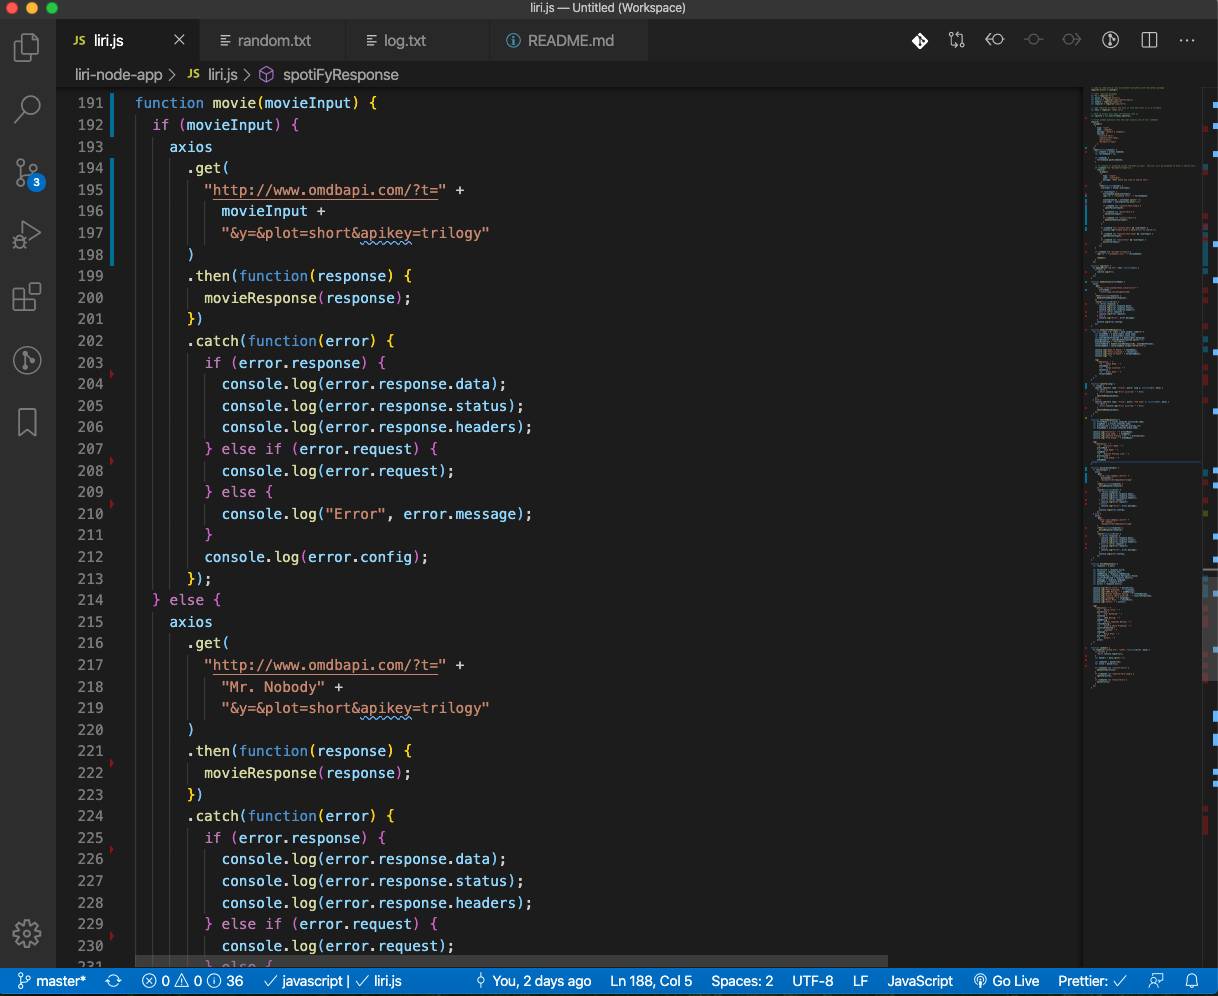 liri.js — Untitled (Workspace)
JS liri.js
random.txt
log.txt
README.md
liri-node-app > JS liri.js > spotiFyResponse
191 function movie(movieInput) {
192 if (movieInput) {
193 axios
194 .get(
195 "http://www.omdbapi.com/?t=" +
196 movieInput +
197 "&y=&plot=short&apikey=trilogy"
198 )
199 .then(function(response) {
200 movieResponse(response);
201 })
202 .catch(function(error) {
203 if (error.response) {
204 console.log(error.response.data);
205 console.log(error.response.status);
206 console.log(error.response.headers);
207 } else if (error.request) {
208 console.log(error.request);
209 } else {
210 console.log("Error", error.message);
211 }
212 console.log(error.config);
213 });
214 } else {
215 axios
216 .get(
217 "http://www.omdbapi.com/?t=" +
218 "Mr. Nobody" +
219 "&y=&plot=short&apikey=trilogy"
220 )
221 .then(function(response) {
222 movieResponse(response);
223 })
224 .catch(function(error) {
225 if (error.response) {
226 console.log(error.response.data);
227 console.log(error.response.status);
228 console.log(error.response.headers);
229 } else if (error.request) {
230 console.log(error.request);
231 } else {
3
master* 0 0 36 javascript | liri.js You, 2 days ago Ln 188, Col 5 Spaces: 2 UTF-8 LF JavaScript Go Live Prettier: ✓